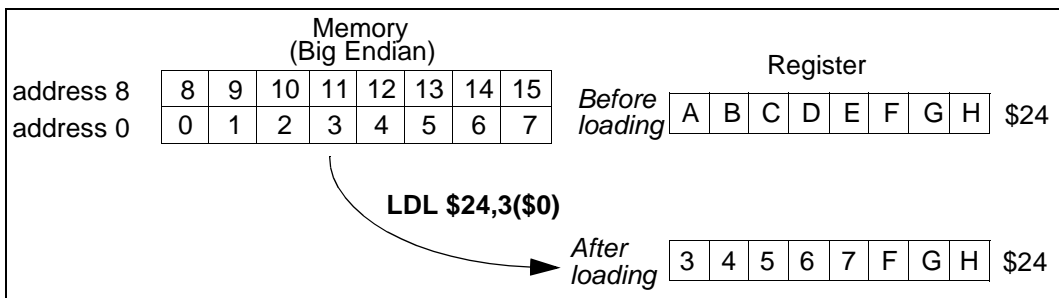 Memory
(Big Endian)
Register
address 8 8 9 10 11 12 13 14 15
address 0 0 1 2 3 4 5 6 7
Before
loading A B C D E F G H $24
LDL $24,3($0)
After
loading 3 4 5 6 7 F G H $24